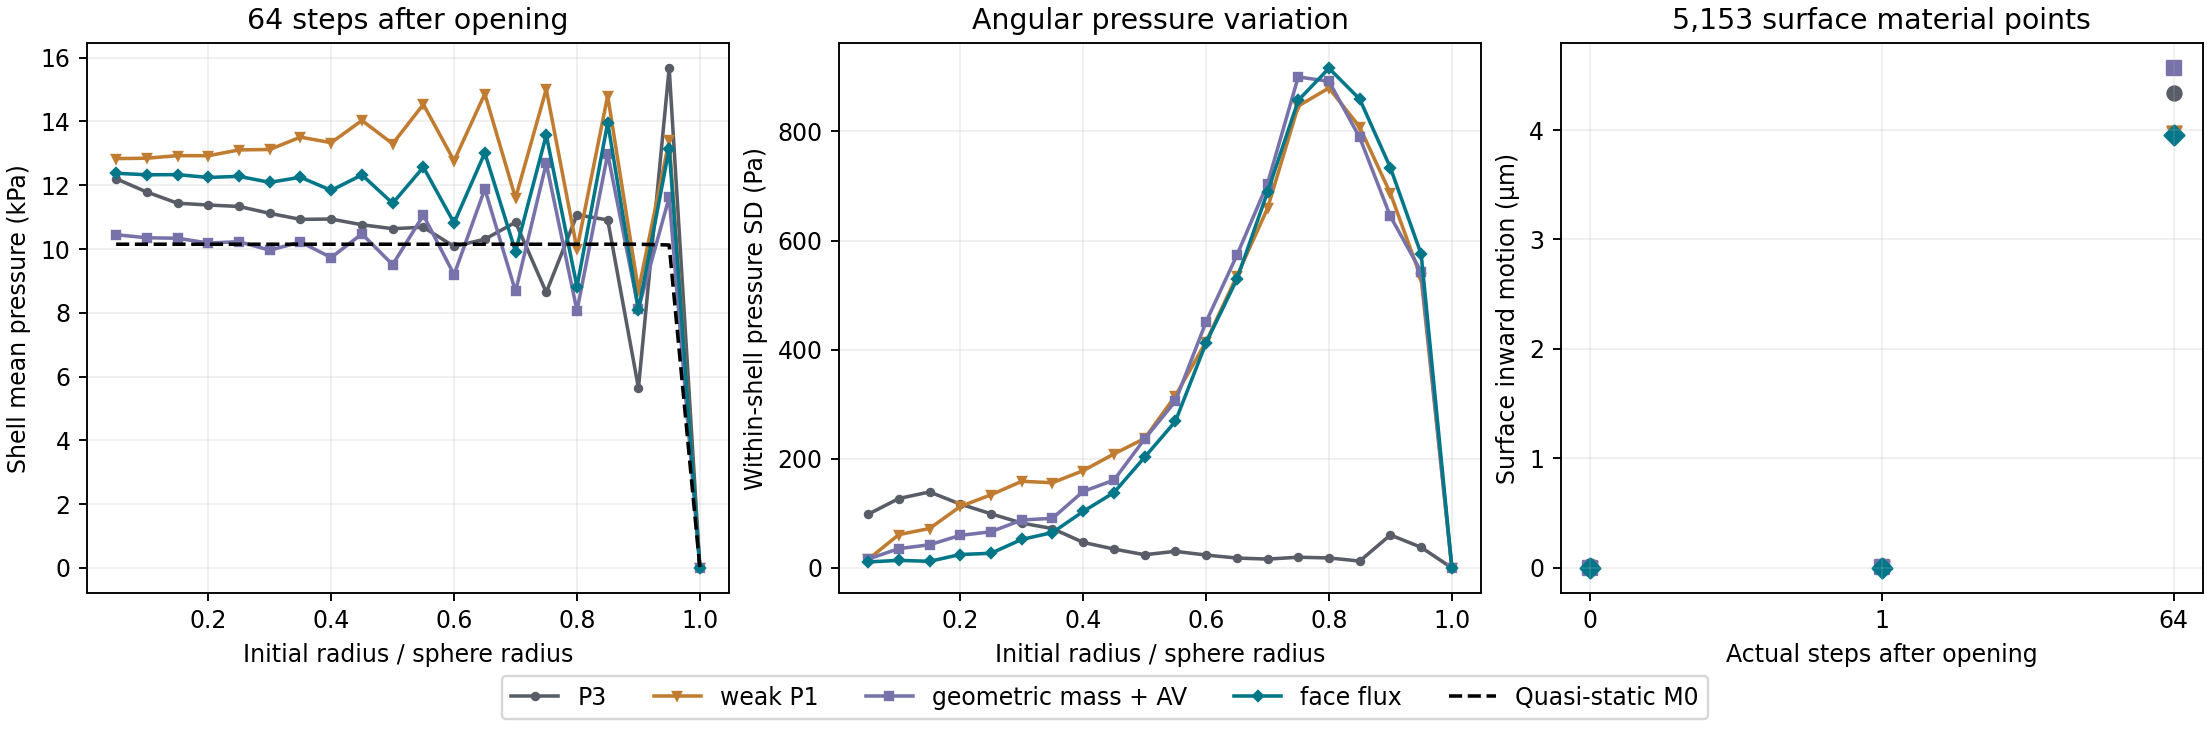 64 steps after opening
Shell mean pressure (kPa)
16
14
12
10
8
6
4
2
0
0.2 0.4 0.6 0.8 1.0
Initial radius / sphere radius
Angular pressure variation
Within-shell pressure SD (Pa)
800
600
400
200
0
0.2 0.4 0.6 0.8 1.0
Initial radius / sphere radius
5,153 surface material points
Surface inward motion (μm)
4
3
2
1
0
0 1 64
Actual steps after opening
P3 weak P1 geometric mass + AV face flux Quasi-static M0